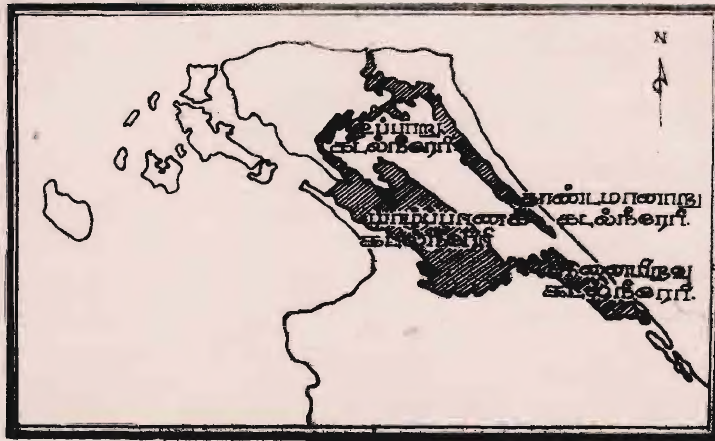 N
உப்பாறு
கடல்நீரேரி
தொண்டமானாறு
கடல்நீரேரி.
யாழ்ப்பாணக்
கடல்நீரேரி
ஆனையிறவு
கடல்நீரேரி.